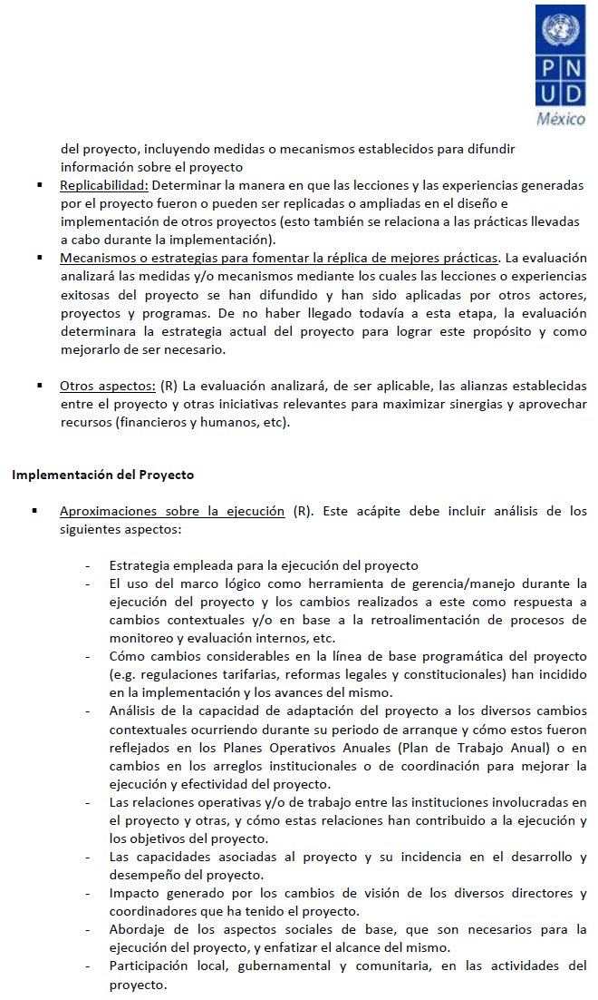 P N
U D
México
del proyecto, incluyendo medidas o mecanismos establecidos para difundir
información sobre el proyecto
▪ Replicabilidad: Determinar la manera en que las lecciones y las experiencias generadas
por el proyecto fueron o pueden ser replicadas o ampliadas en el diseño e
implementación de otros proyectos (esto también se relaciona a las prácticas llevadas
a cabo durante la implementación).
▪ Mecanismos o estrategias para fomentar la réplica de mejores prácticas. La evaluación
analizará las medidas y/o mecanismos mediante los cuales las lecciones o experiencias
exitosas del proyecto se han difundido y han sido aplicadas por otros actores,
proyectos y programas. De no haber llegado todavía a esta etapa, la evaluación
determinara la estrategia actual del proyecto para lograr este propósito y como
mejorarlo de ser necesario.
▪ Otros aspectos: (R) La evaluación analizará, de ser aplicable, las alianzas establecidas
entre el proyecto y otras iniciativas relevantes para maximizar sinergias y aprovechar
recursos (financieros y humanos, etc).
Implementación del Proyecto
▪ Aproximaciones sobre la ejecución (R). Este acápite debe incluir análisis de los
siguientes aspectos:
- Estrategia empleada para la ejecución del proyecto
- El uso del marco lógico como herramienta de gerencia/manejo durante la
ejecución del proyecto y los cambios realizados a este como respuesta a
cambios contextuales y/o en base a la retroalimentación de procesos de
monitoreo y evaluación internos, etc.
- Cómo cambios considerables en la línea de base programática del proyecto
(e.g. regulaciones tarifarias, reformas legales y constitucionales) han incidido
en la implementación y los avances del mismo.
- Análisis de la capacidad de adaptación del proyecto a los diversos cambios
contextuales ocurriendo durante su periodo de arranque y cómo estos fueron
reflejados en los Planes Operativos Anuales (Plan de Trabajo Anual) o en
cambios en los arreglos institucionales o de coordinación para mejorar la
ejecución y efectividad del proyecto.
- Las relaciones operativas y/o de trabajo entre las instituciones involucradas en
el proyecto y otras, y cómo estas relaciones han contribuido a la ejecución y
los objetivos del proyecto.
- Las capacidades asociadas al proyecto y su incidencia en el desarrollo y
desempeño del proyecto.
- Impacto generado por los cambios de visión de los diversos directores y
coordinadores que ha tenido el proyecto.
- Abordaje de los aspectos sociales de base, que son necesarios para la
ejecución del proyecto, y enfatizar el alcance del mismo.
- Participación local, gubernamental y comunitaria, en las actividades del
proyecto.